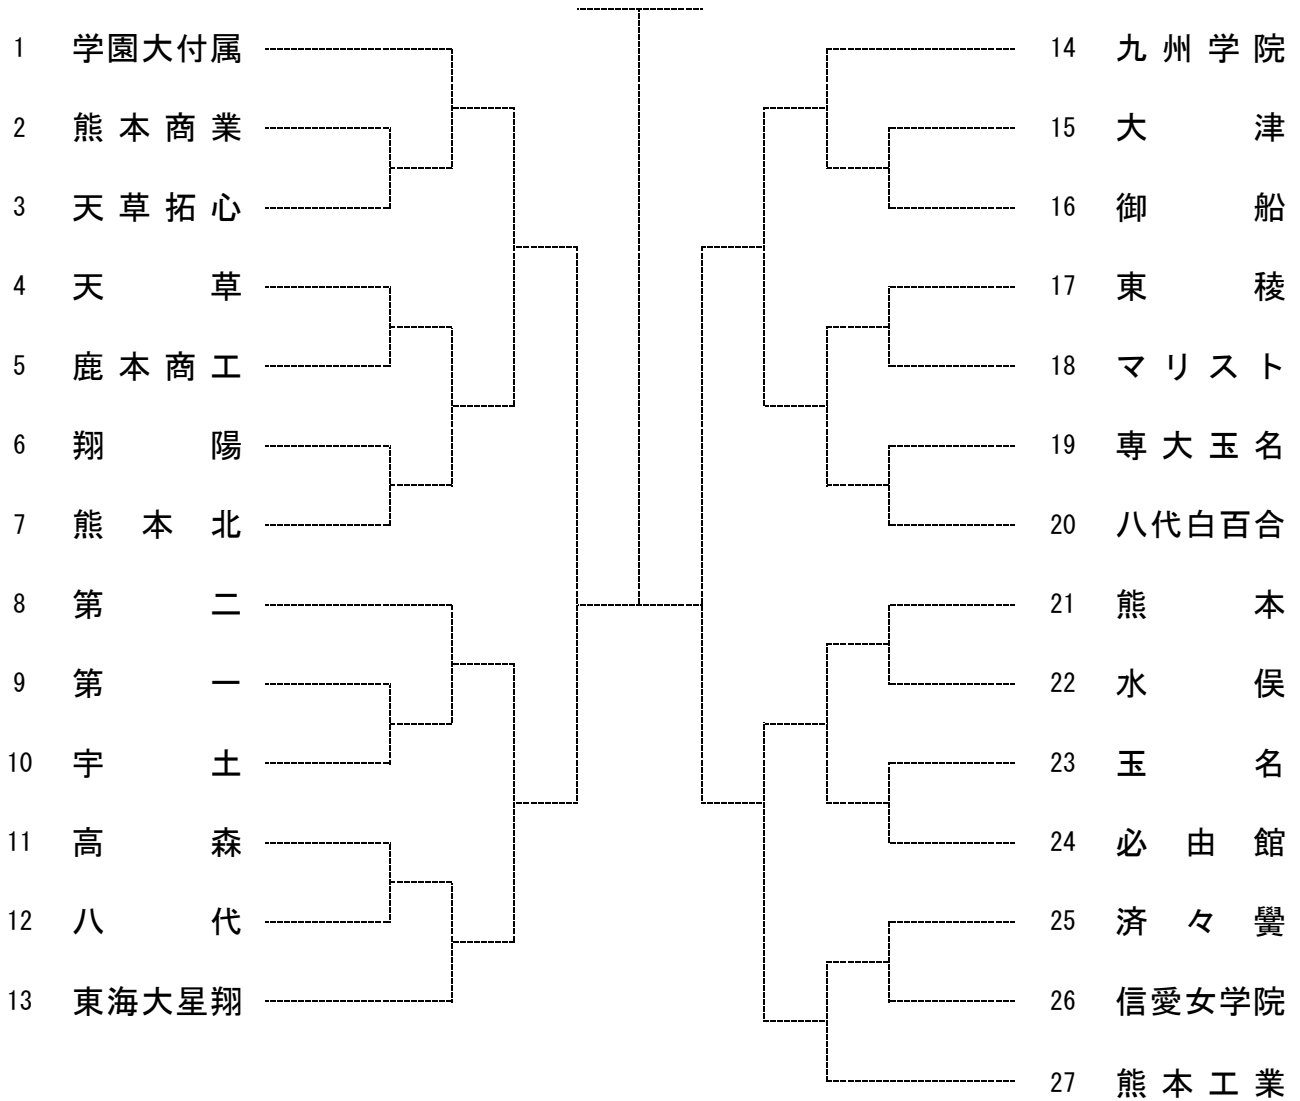 1 学園大付属
2 熊本商業
3 天草拓心
4 天草
5 鹿本商工
6 翔陽
7 熊本北
8 第二
9 第一
10 宇土
11 高森
12 八代
13 東海大星翔
14 九州学院
15 大津
16 御船
17 東稜
18 マリスト
19 専大玉名
20 八代白百合
21 熊本
22 水俣
23 玉名
24 必由館
25 済々黌
26 信愛女学院
27 熊本工業